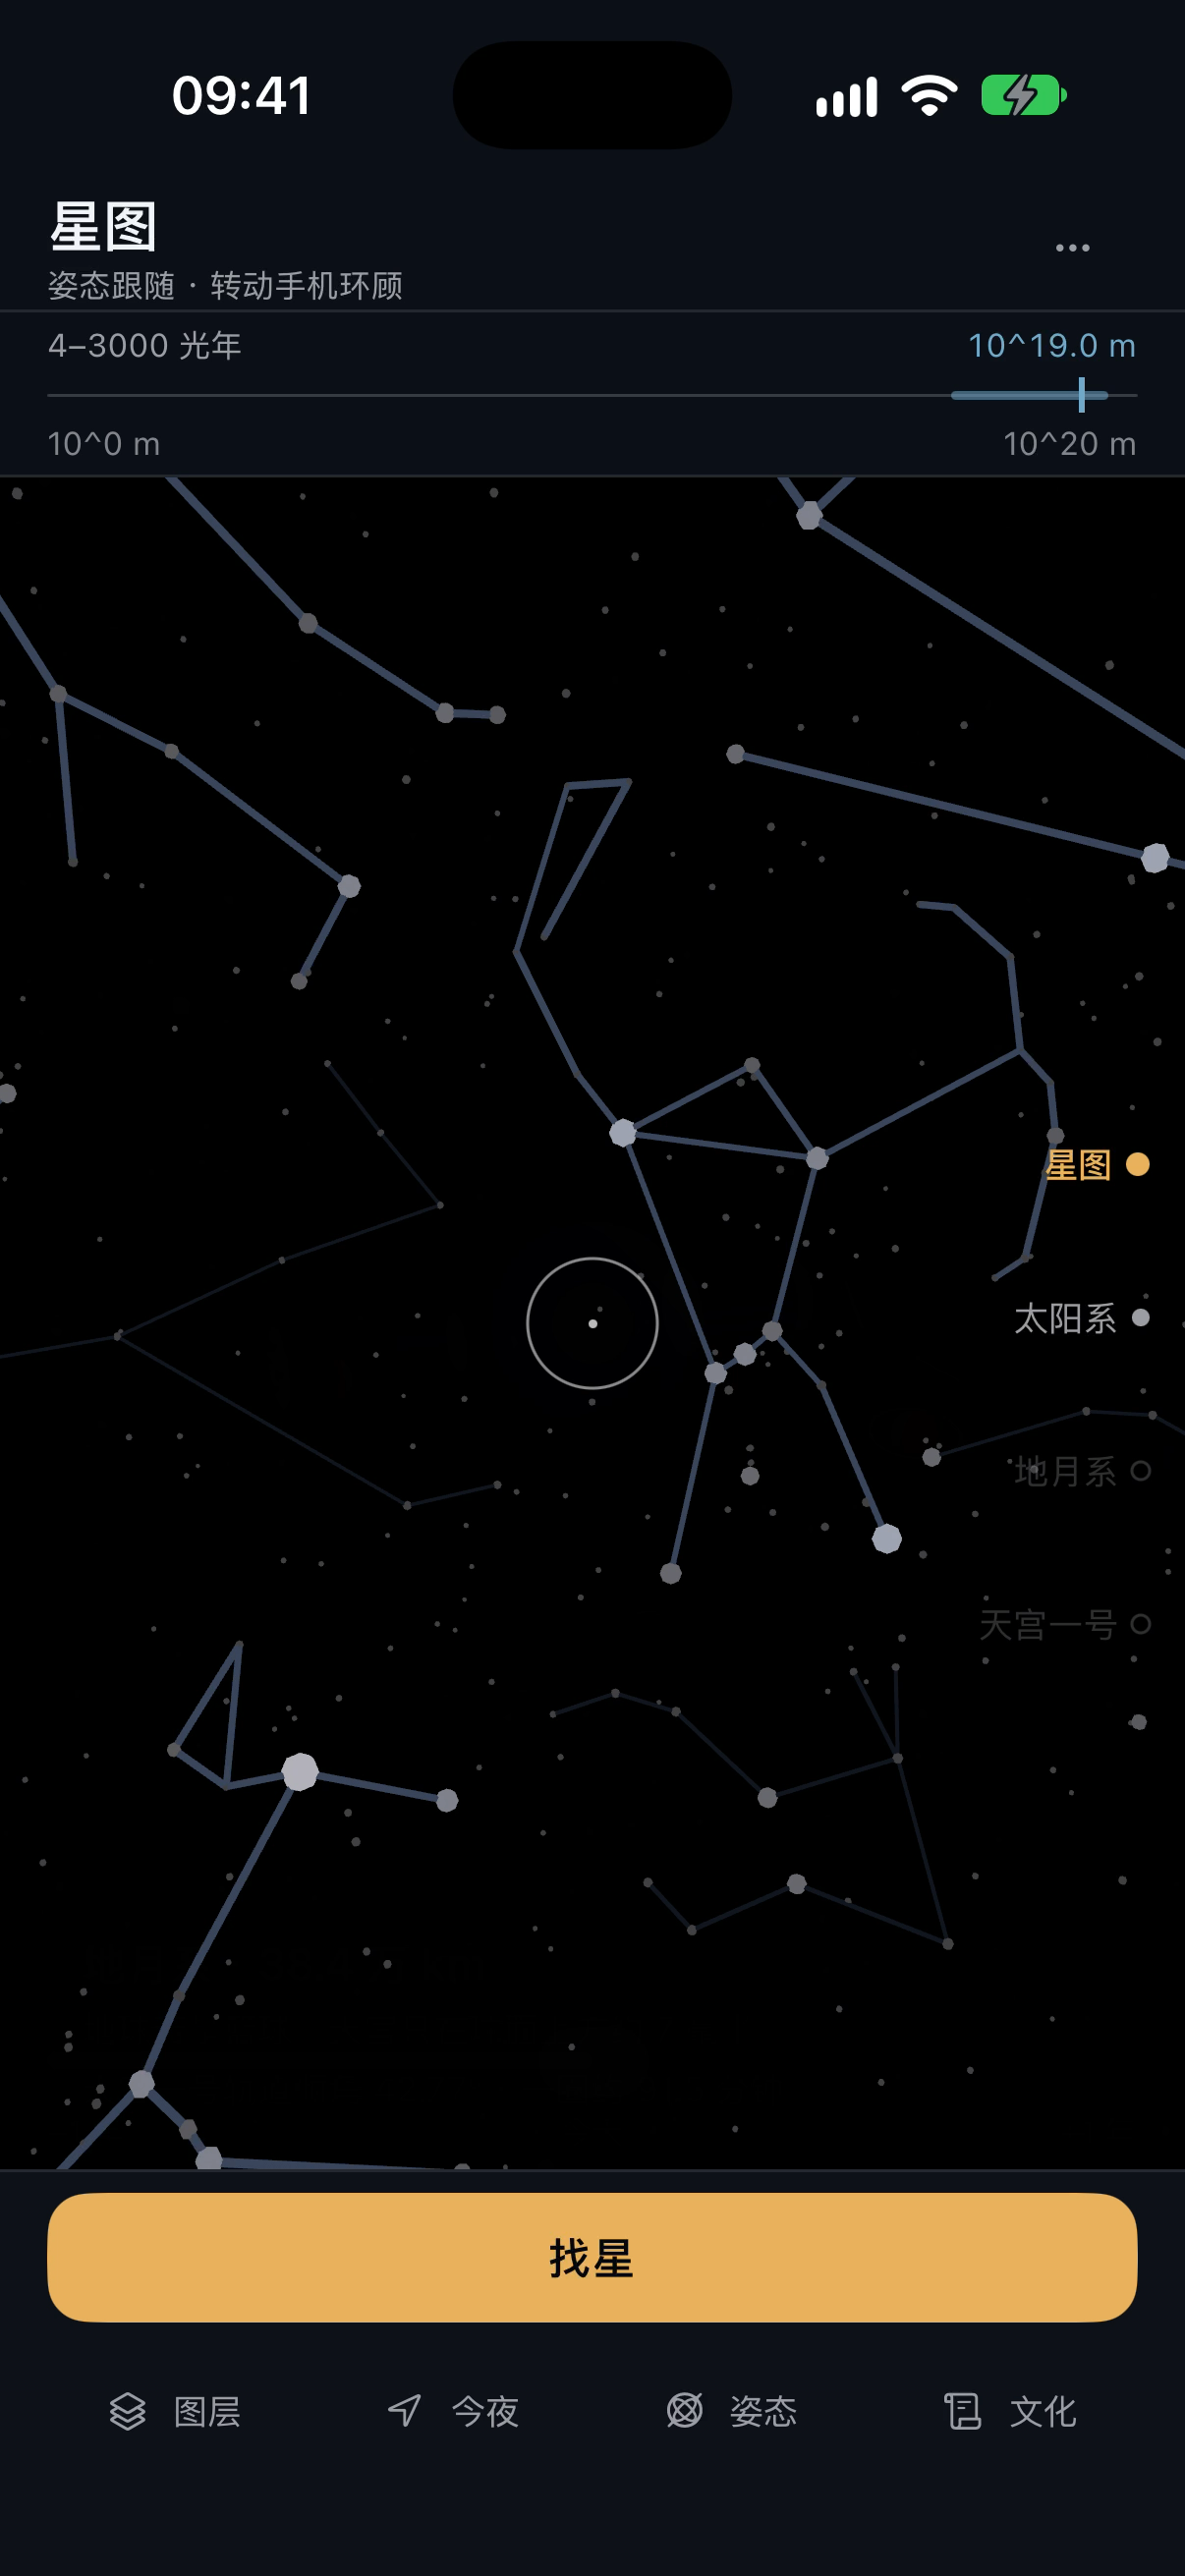 09:41
星图
姿态跟随 · 转动手机环顾
4–3000 光年
10^19.0 m
10^0 m
10^20 m
星图
太阳系
地月系
天宫一号
找星
图层
今夜
姿态
文化